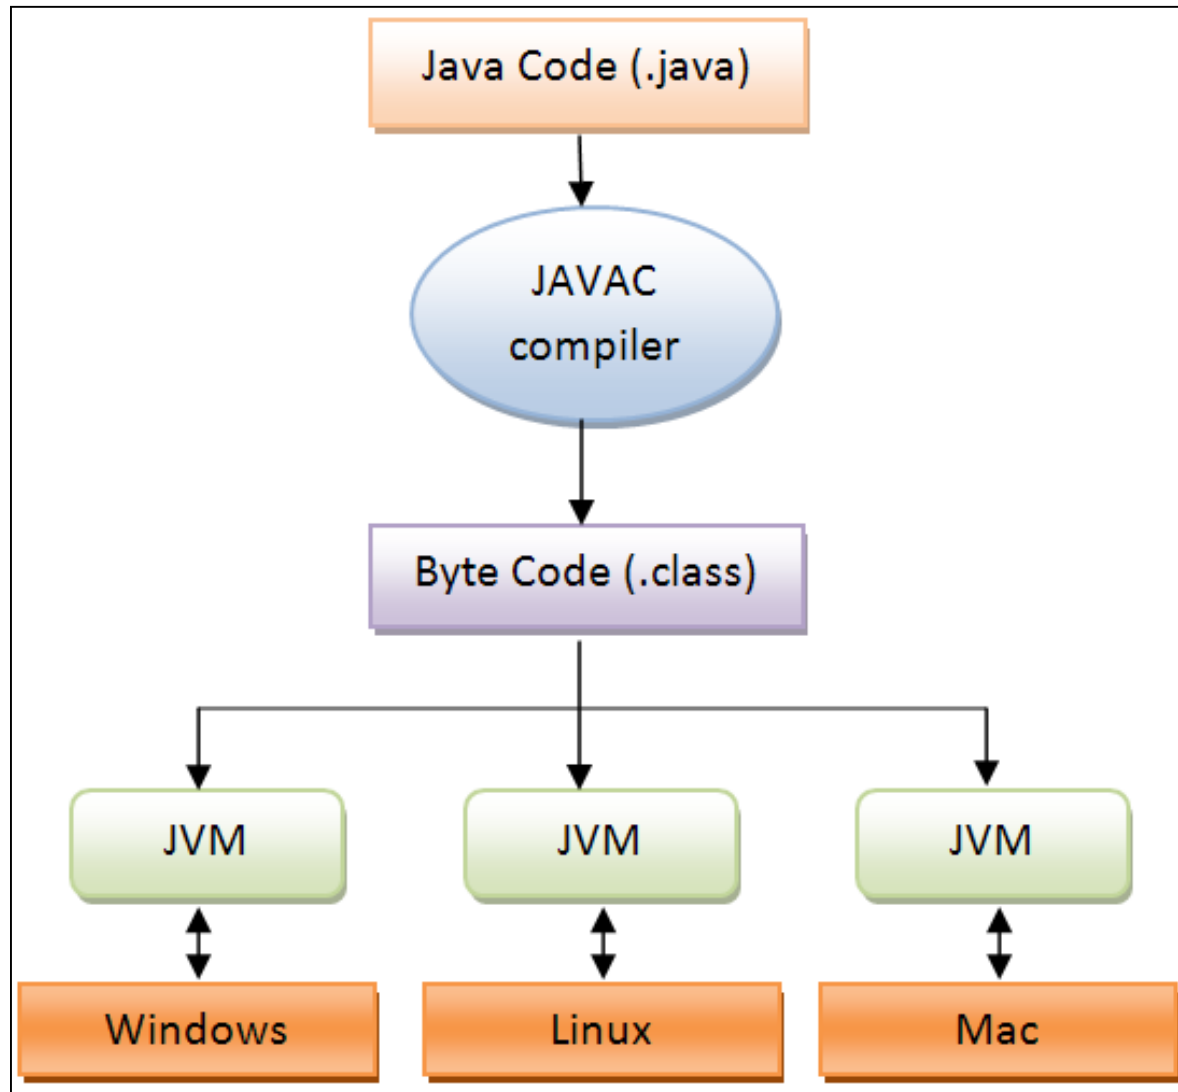 Java Code (.java)
JAVAC
compiler
Byte Code (.class)
JVM
JVM
JVM
Windows
Linux
Mac